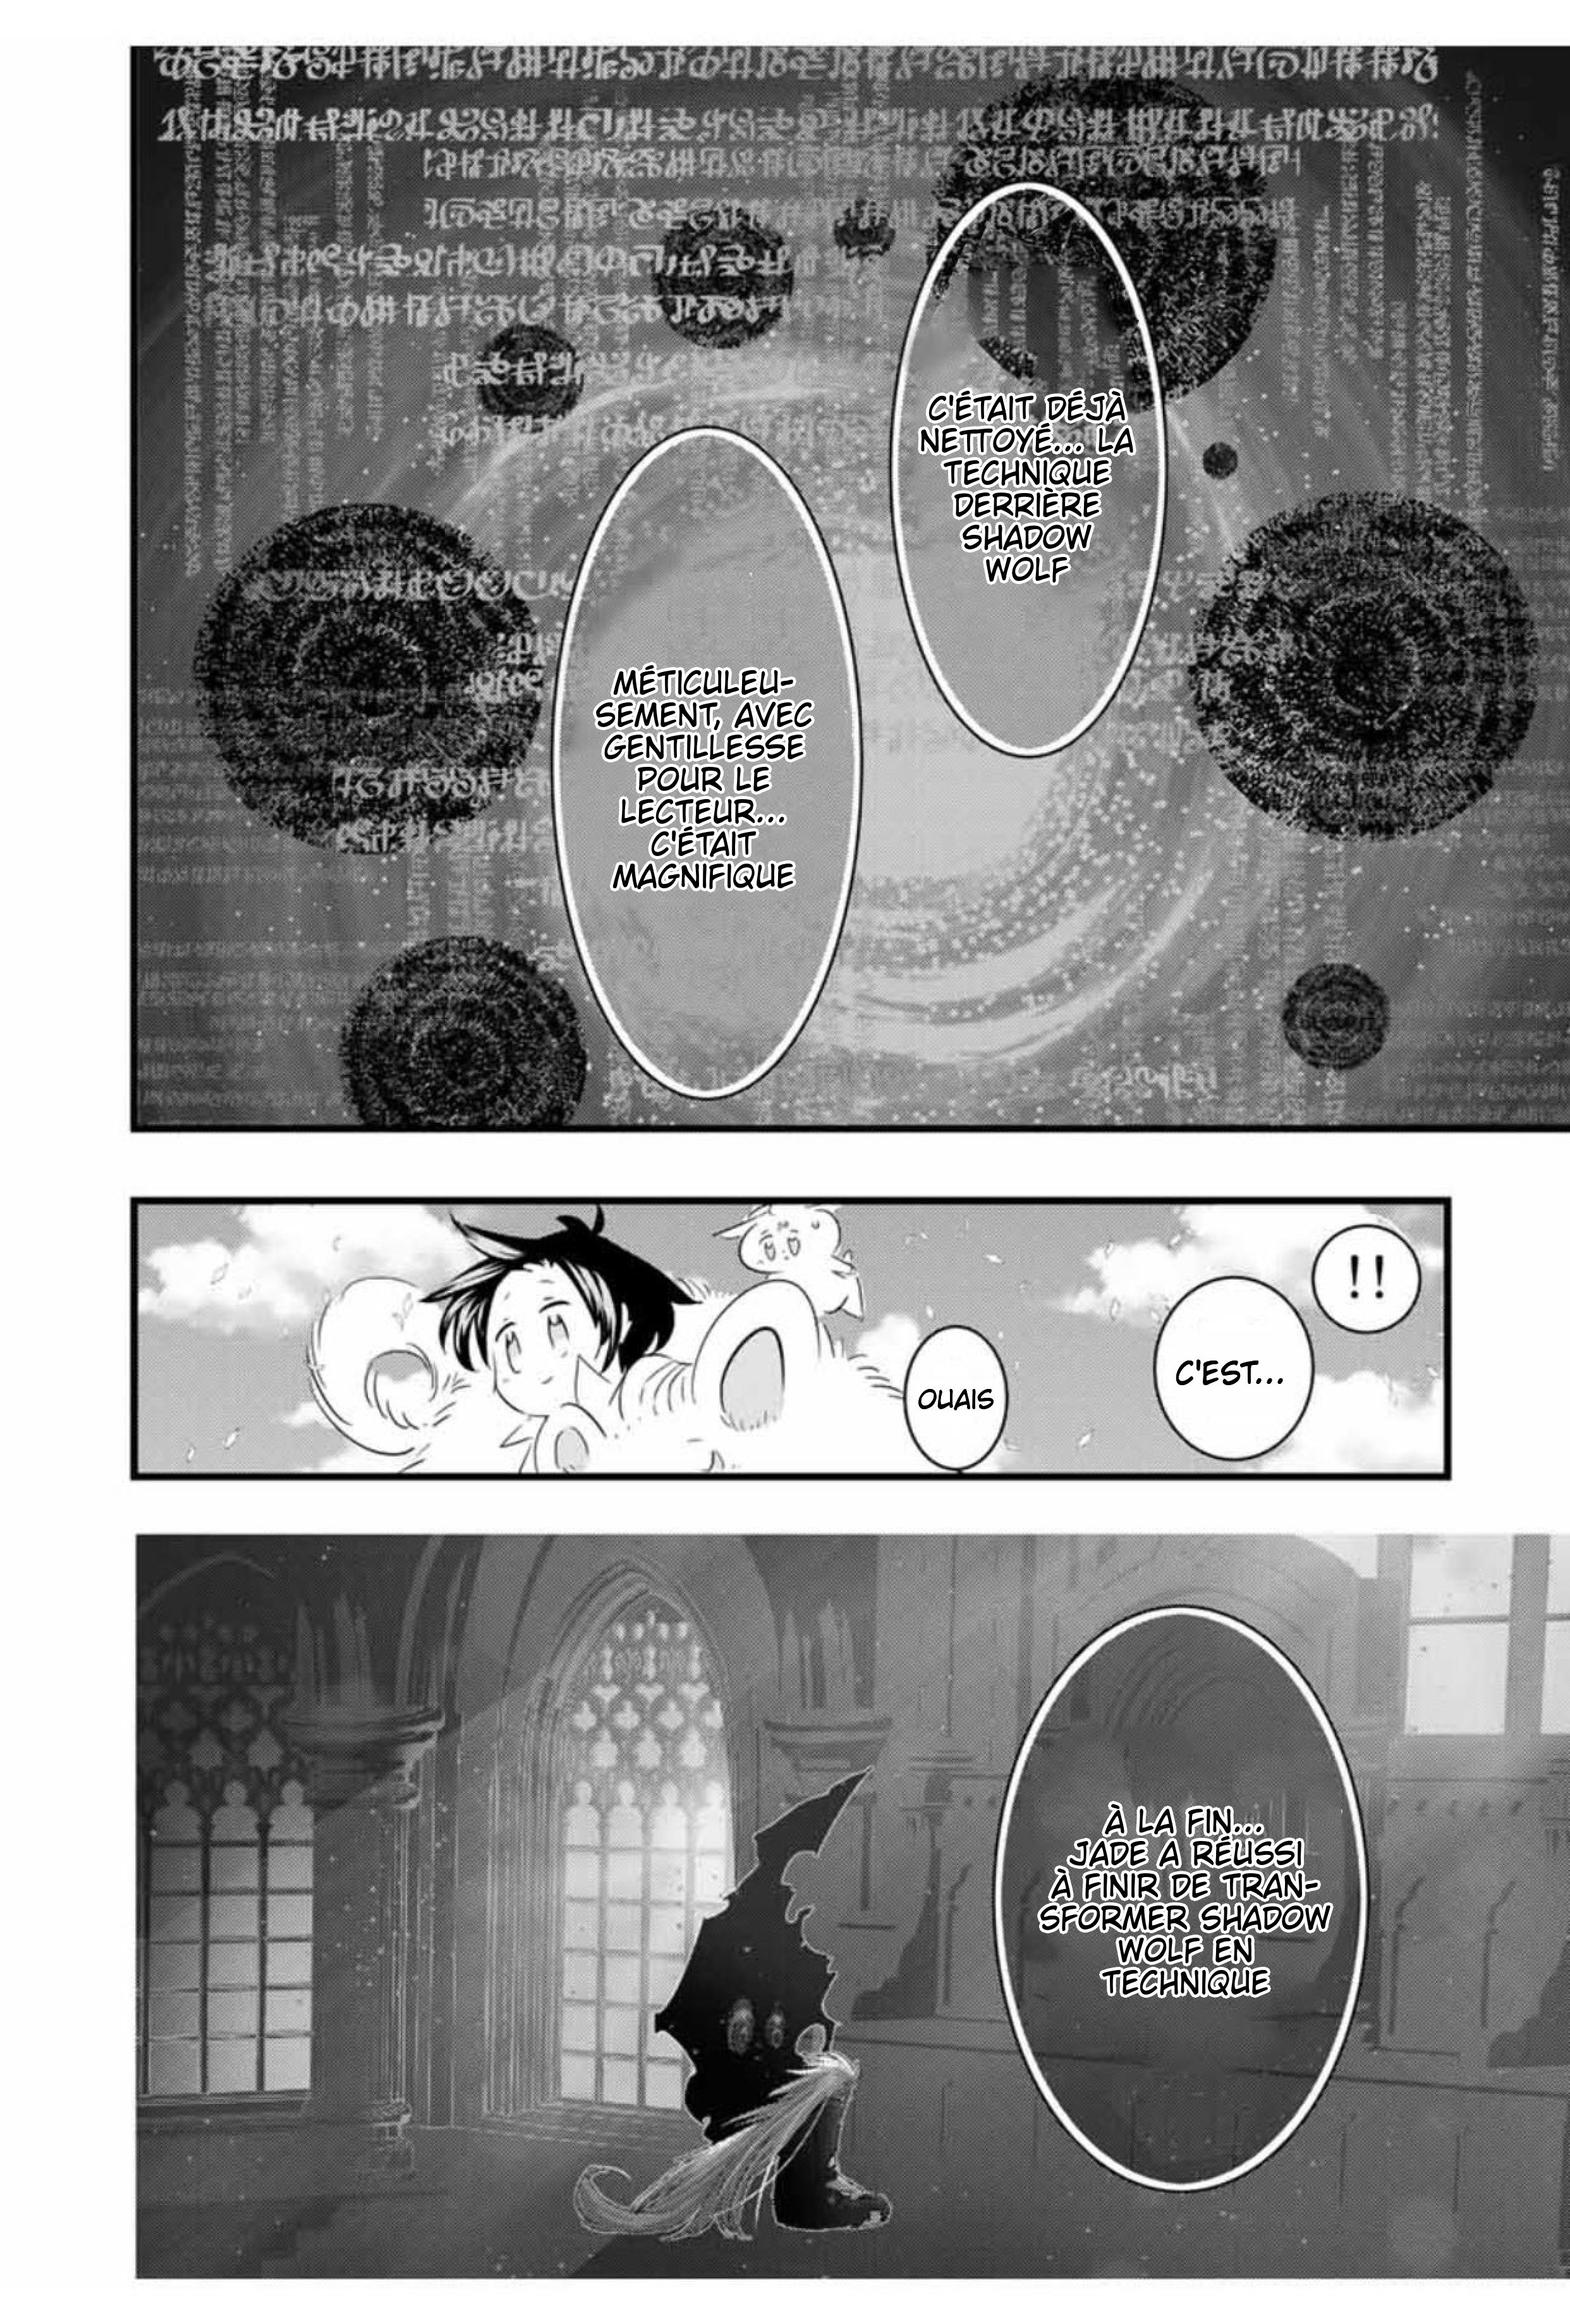 C'ÉTAIT DÉJÀ
NETTOYÉ... LA
TECHNIQUE
DERRIÈRE
SHADOW
WOLF
MÉTICULEU-
SEMENT, AVEC
GENTILLESSE
POUR LE
LECTEUR...
C'ÉTAIT
MAGNIFIQUE
!!
C'EST...
OUAIS
À LA FIN...
JADE A RÉUSSI
À FINIR DE TRAN-
SFORMER SHADOW
WOLF EN
TECHNIQUE